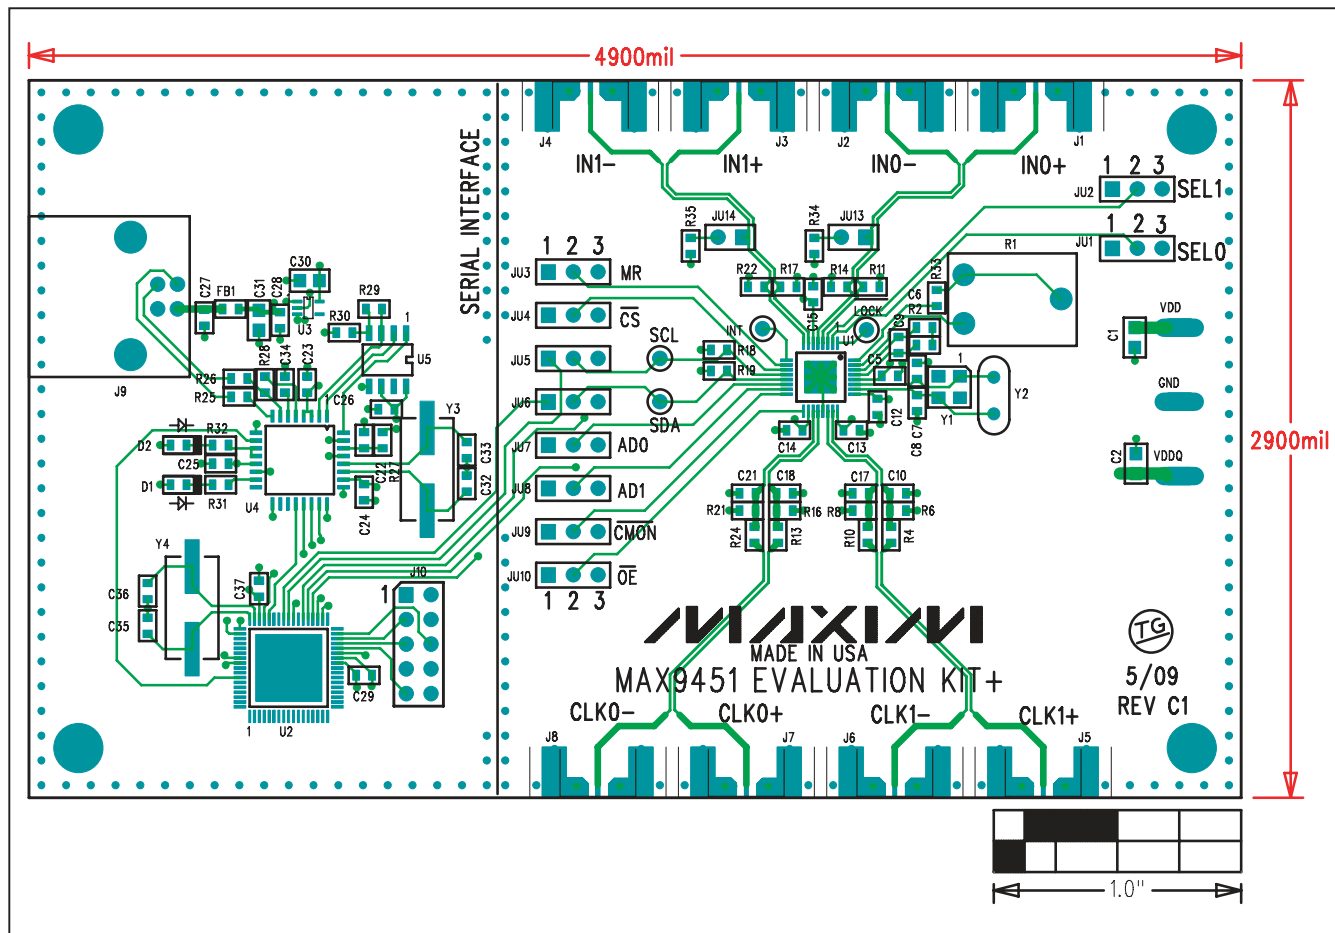 4900mil
2900mil
J4
IN1-
IN1+
J3
J2
IN0-
IN0+
J1
SERIAL INTERFACE
1 2 3
JU2
SEL1
1 2 3
JU1
SEL0
R35
JU14
R34
JU13
R1
R33
1 2 3
JU3
MR
JU4
CS
JU5
SCL
JU6
SDA
JU7
AD0
JU8
AD1
JU9
CMON
JU10
OE
1 2 3
R22
R17
R14
R11
C15
LOCK
INT
U1
1
C6
C9
R2
C5
R18
R19
C12
C8
C7
Y1
1
Y2
C14
C13
VDD
C1
GND
C2
VDDQ
C27
FB1
C31
C28
C30
U3
R29
R30
1
U5
J9
R28
C34
C23
R26
R25
C26
1
Y3
D2
R32
C25
D1
R31
U4
C22
R27
C24
C33
C32
Y4
C36
C35
C37
J10
1
C29
1
U2
C21
C18
R21
R16
R24
R13
C17
C10
R8
R6
R10
R4
MAXIM
MADE IN USA
MAX9451 EVALUATION KIT+
TG
5/09
REV C1
CLK0-
CLK0+
CLK1-
CLK1+
J8
J7
J6
J5
1.0"